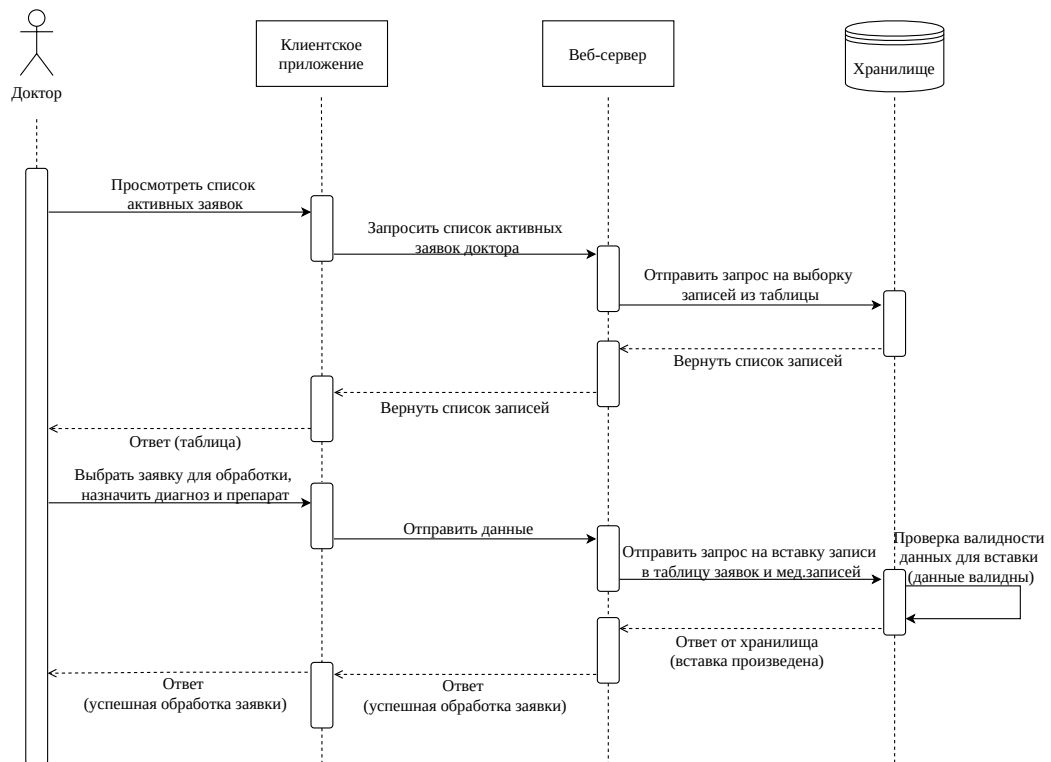 Доктор
Клиентское
приложение
Веб-сервер
Хранилище
Просмотреть список
активных заявок
Запросить список активных
заявок доктора
Отправить запрос на выборку
записей из таблицы
Вернуть список записей
Вернуть список записей
Ответ (таблица)
Выбрать заявку для обработки,
назначить диагноз и препарат
Отправить данные
Отправить запрос на вставку записи
в таблицу заявок и мед.записей
Проверка валидности
данных для вставки
(данные валидны)
Ответ от хранилища
(вставка произведена)
Ответ
(успешная обработка заявки)
Ответ
(успешная обработка заявки)